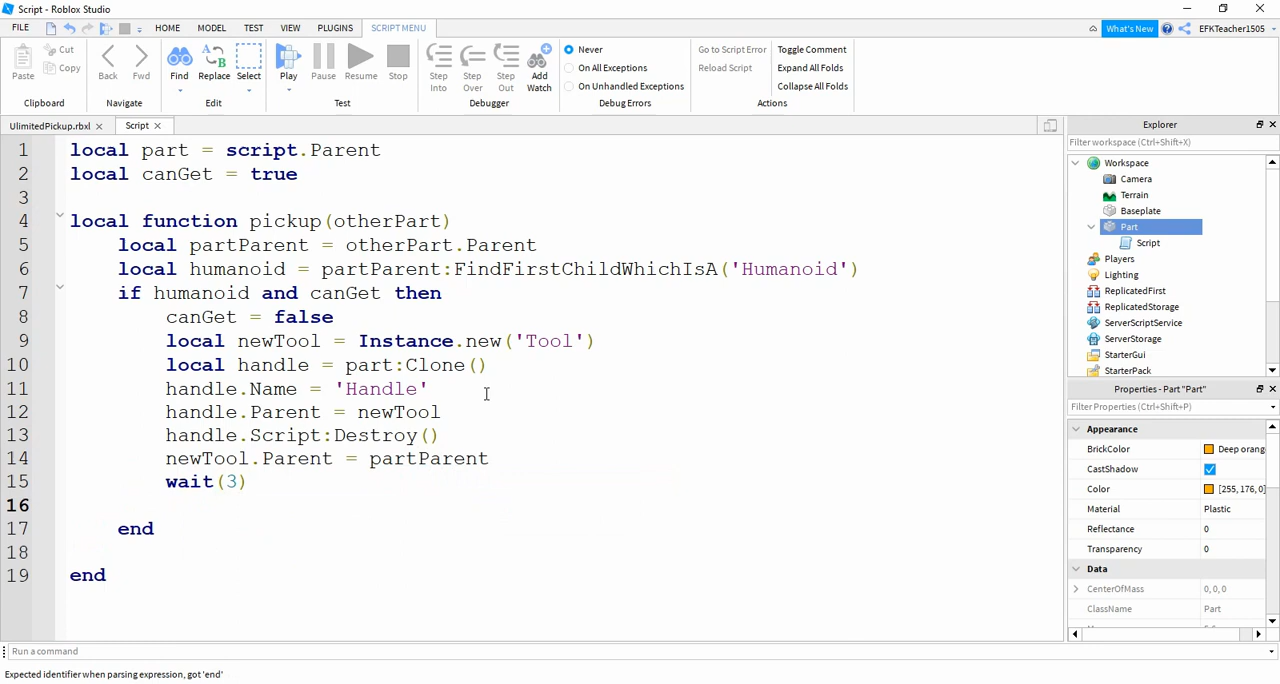 Script - Roblox Studio
FILE HOME MODEL TEST VIEW PLUGINS SCRIPT MENU What's New EFKTeacher1505
Paste Cut Copy Back Fwd Find Replace Select Play Pause Resume Stop Step Into Step Over Step Out Add Watch
Never
On All Exceptions
On Unhandled Exceptions
Go to Script Error
Reload Script
Toggle Comment
Expand All Folds
Collapse All Folds
Clipboard Navigate Edit Test Debugger Debug Errors Actions
UlimitedPickup.rbxl Script
1 local part = script.Parent
2 local canGet = true
3
4 local function pickup(otherPart)
5 local partParent = otherPart.Parent
6 local humanoid = partParent:FindFirstChildWhichIsA('Humanoid')
7 if humanoid and canGet then
8 canGet = false
9 local newTool = Instance.new('Tool')
10 local handle = part:Clone()
11 handle.Name = 'Handle'
12 handle.Parent = newTool
13 handle.Script:Destroy()
14 newTool.Parent = partParent
15 wait(3)
16
17 end
18
19 end
Explorer
Filter workspace (Ctrl+Shift+X)
Workspace
Camera
Terrain
Baseplate
Part
Script
Players
Lighting
ReplicatedFirst
ReplicatedStorage
ServerScriptService
ServerStorage
StarterGui
StarterPack
Properties - Part "Part"
Filter Properties (Ctrl+Shift+P)
Appearance
BrickColor Deep orang
CastShadow
Color [255, 176, 0]
Material Plastic
Reflectance 0
Transparency 0
Data
CenterOfMass 0, 0, 0
ClassName Part
Run a command
Expected identifier when parsing expression, got 'end'